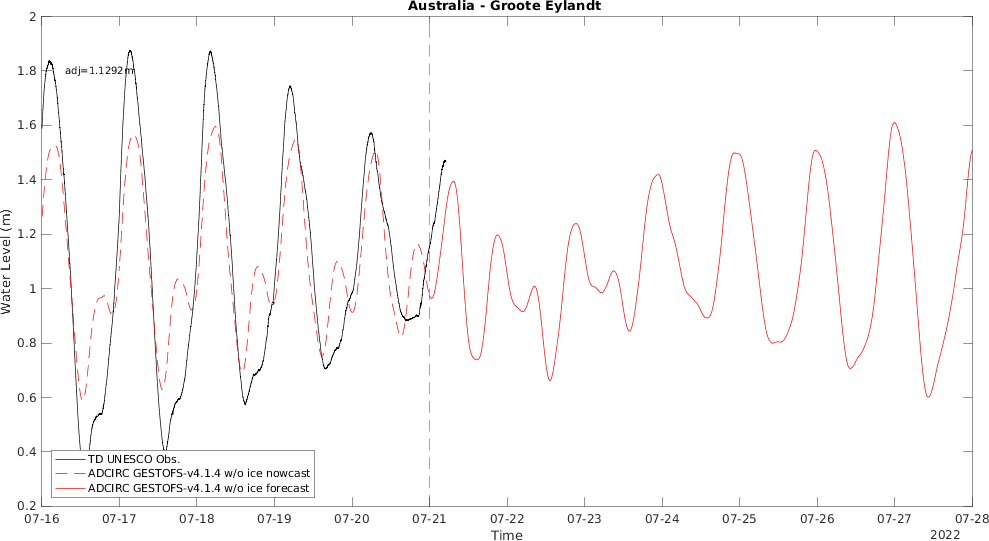 Australia - Groote Eylandt
adj=1.1292m
Water Level (m)
2
1.8
1.6
1.4
1.2
1
0.8
0.6
0.4
0.2
TD UNESCO Obs.
ADCIRC GESTOFS-v4.1.4 w/o ice nowcast
ADCIRC GESTOFS-v4.1.4 w/o ice forecast
07-16 07-17 07-18 07-19 07-20 07-21 07-22 07-23 07-24 07-25 07-26 07-27 07-28
Time
2022